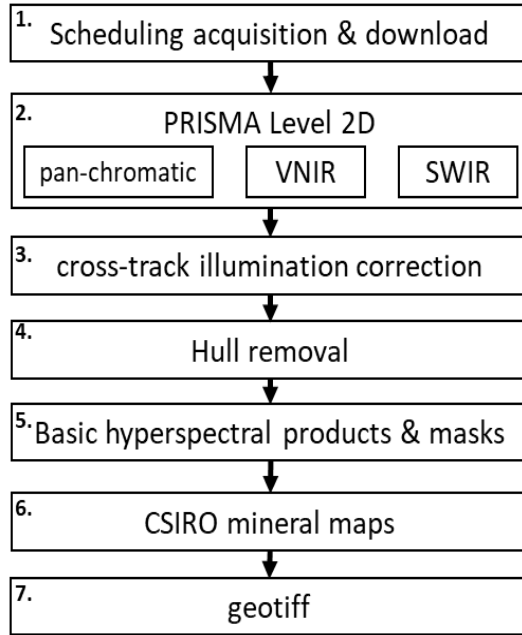 1. Scheduling acquisition & download
2. PRISMA Level 2D
pan-chromatic VNIR SWIR
3. cross-track illumination correction
4. Hull removal
5. Basic hyperspectral products & masks
6. CSIRO mineral maps
7. geotiff